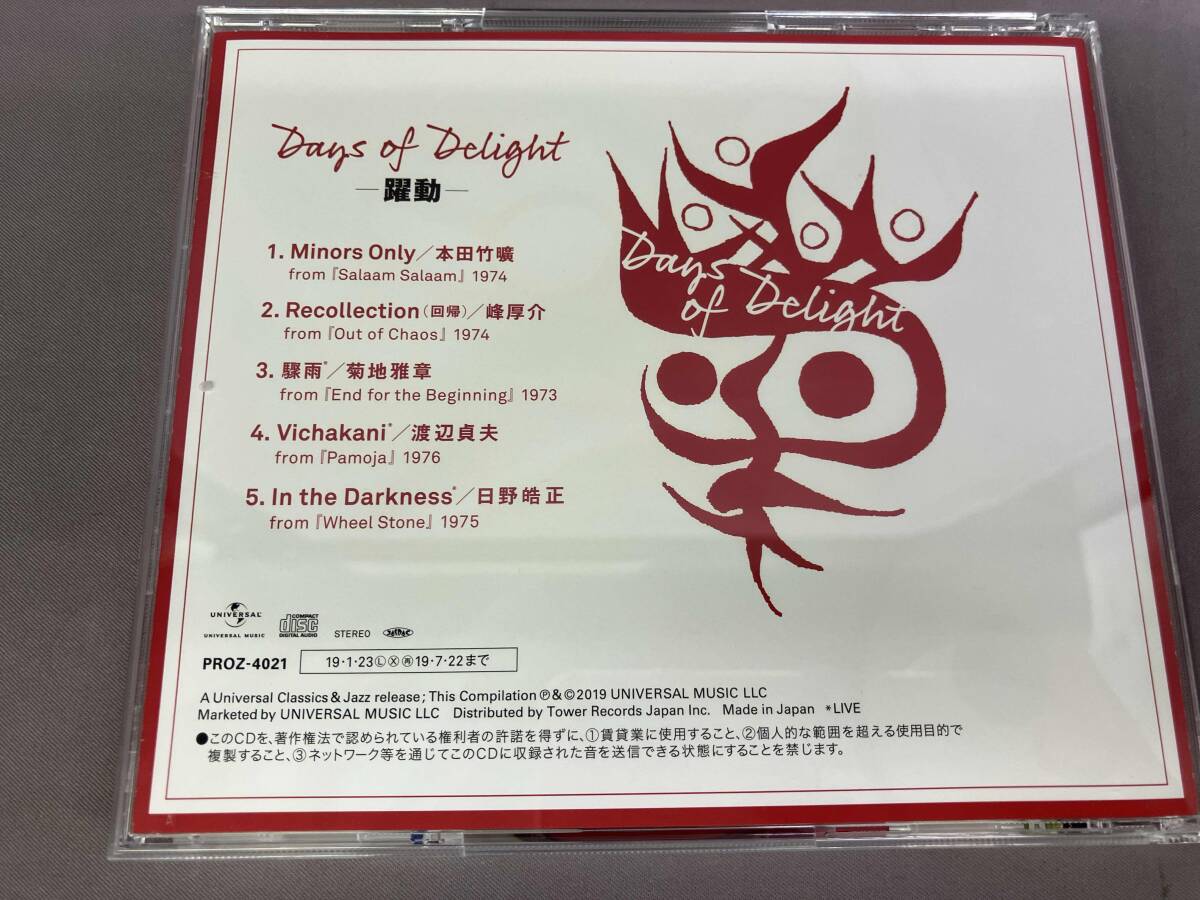 Days of Delight
―躍動―
1. Minors Only／本田竹曠
from『Salaam Salaam』1974
2. Recollection（回帰）／峰厚介
from『Out of Chaos』1974
3. 驟雨*／菊地雅章
from『End for the Beginning』1973
4. Vichakani*／渡辺貞夫
from『Pamoja』1976
5. In the Darkness*／日野皓正
from『Wheel Stone』1975
Days
of Delight
UNIVERSAL
UNIVERSAL MUSIC
COMPACT
disc
DIGITAL AUDIO
STEREO
PROZ-4021
19・1・23ⓁⓍ㊞19・7・22まで
A Universal Classics & Jazz release; This Compilation ℗&©2019 UNIVERSAL MUSIC LLC
Marketed by UNIVERSAL MUSIC LLC Distributed by Tower Records Japan Inc. Made in Japan *LIVE
●このCDを、著作権法で認められている権利者の許諾を得ずに、①賃貸業に使用すること、②個人的な範囲を超える使用目的で
複製すること、③ネットワーク等を通じてこのCDに収録された音を送信できる状態にすることを禁じます。